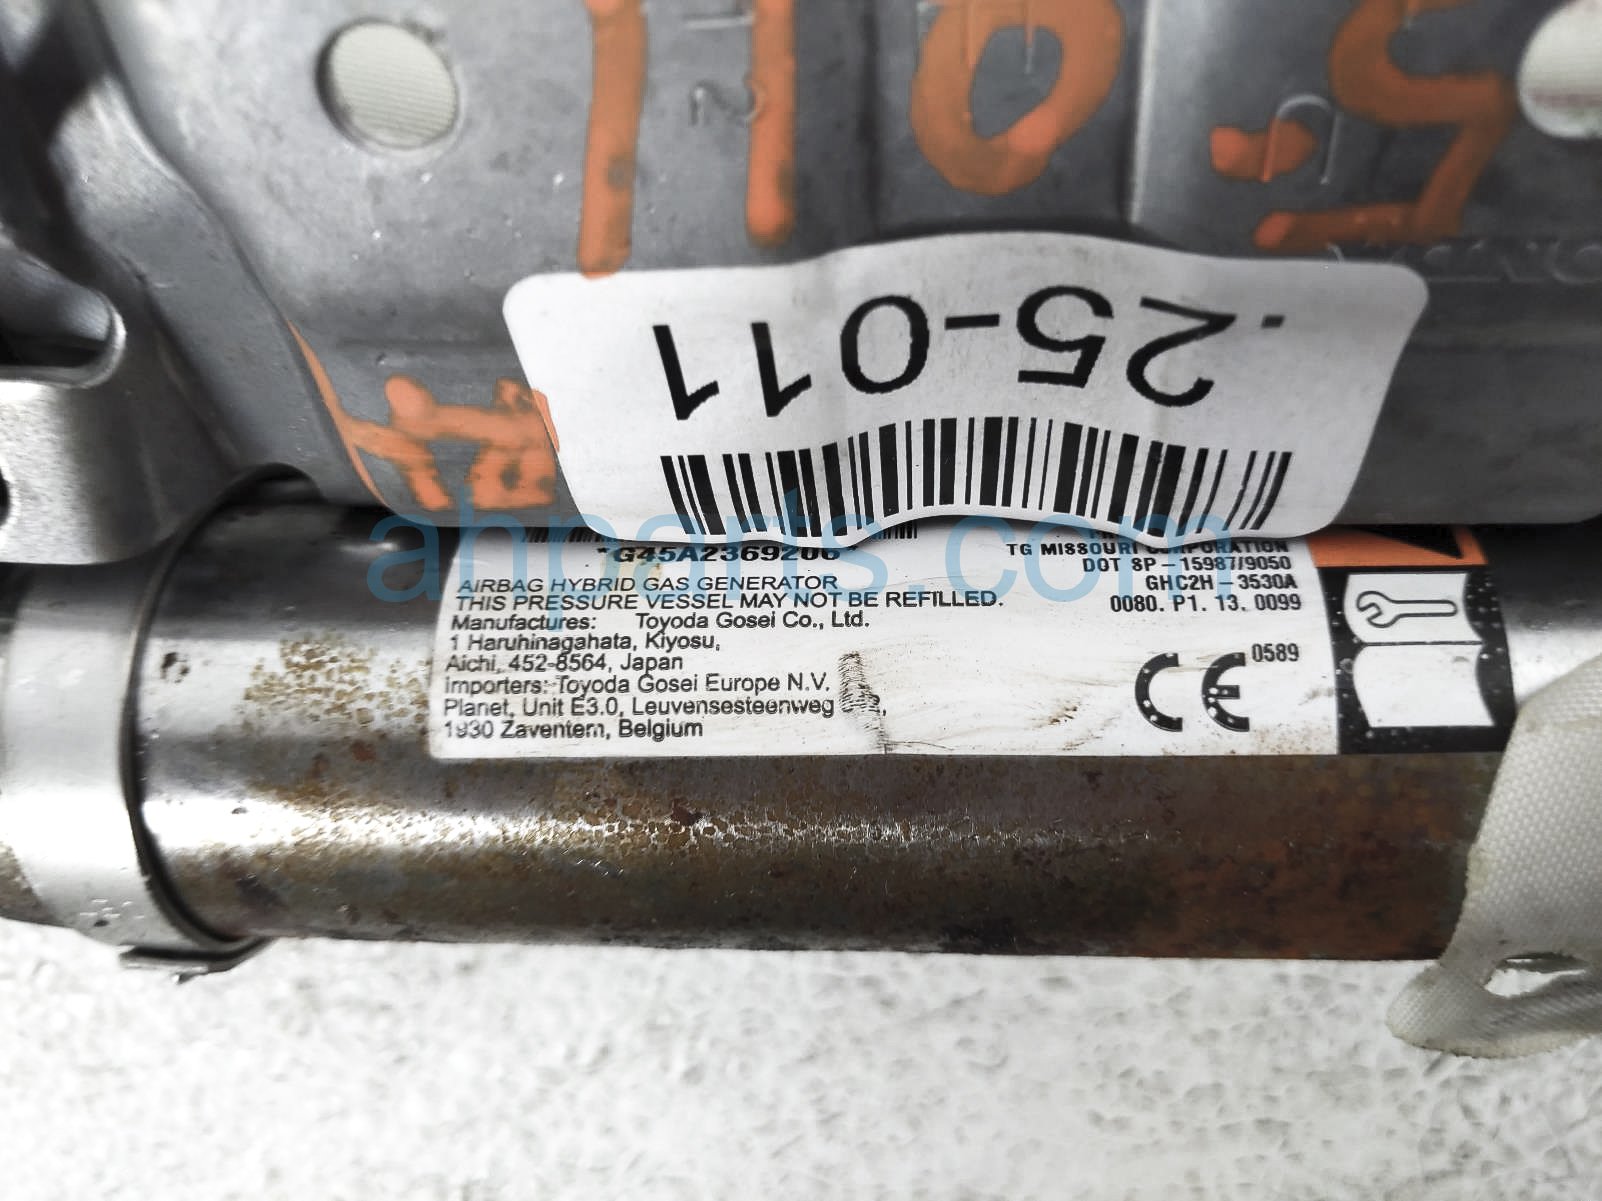 .25-011
*G45A2369206*
AIRBAG HYBRID GAS GENERATOR
THIS PRESSURE VESSEL MAY NOT BE REFILLED.
Manufactures: Toyoda Gosei Co., Ltd.
1 Haruhinagahata, Kiyosu,
Aichi, 452-8564, Japan
Importers: Toyoda Gosei Europe N.V.
Planet, Unit E3.0, Leuvensesteenweg
1930 Zaventem, Belgium
TG MISSOURI CORPORATION
DOT SP-15987/9050
GHC2H-3530A
0080. P1. 13. 0099
CE 0589
ahparts.com